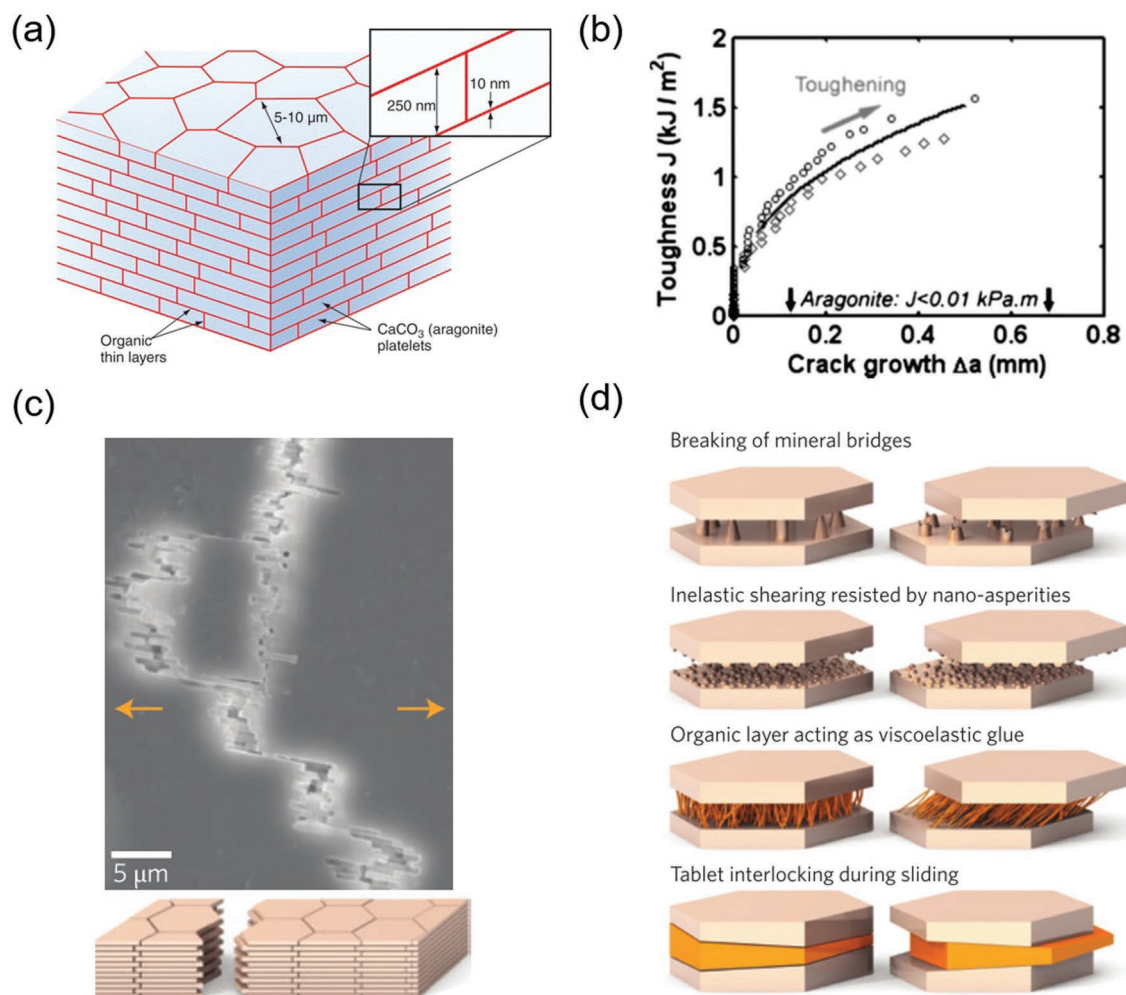 (a)
5-10 μm
250 nm
10 nm
Organic
thin layers
CaCO₃ (aragonite)
platelets
(b)
Toughness J (kJ / m²)
2
1.5
1
0.5
0
Toughening
Aragonite: J<0.01 kPa.m
0 0.2 0.4 0.6 0.8
Crack growth Δa (mm)
(c)
5 μm
(d)
Breaking of mineral bridges
Inelastic shearing resisted by nano-asperities
Organic layer acting as viscoelastic glue
Tablet interlocking during sliding